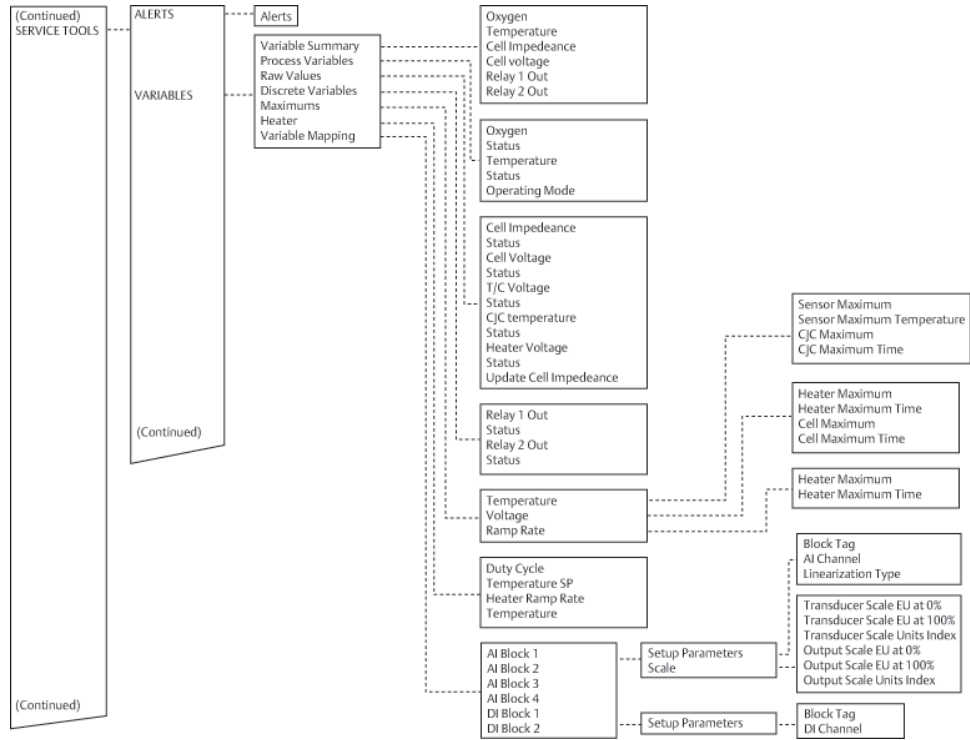 (Continued)
SERVICE TOOLS
(Continued)
ALERTS
VARIABLES
(Continued)
Alerts
Variable Summary
Process Variables
Raw Values
Discrete Variables
Maximums
Heater
Variable Mapping
Oxygen
Temperature
Cell Impedeance
Cell voltage
Relay 1 Out
Relay 2 Out
Oxygen
Status
Temperature
Status
Operating Mode
Cell Impedeance
Status
Cell Voltage
Status
T/C Voltage
Status
CJC temperature
Status
Heater Voltage
Status
Update Cell Impedeance
Relay 1 Out
Status
Relay 2 Out
Status
Temperature
Voltage
Ramp Rate
Duty Cycle
Temperature SP
Heater Ramp Rate
Temperature
AI Block 1
AI Block 2
AI Block 3
AI Block 4
DI Block 1
DI Block 2
Sensor Maximum
Sensor Maximum Temperature
CJC Maximum
CJC Maximum Time
Heater Maximum
Heater Maximum Time
Cell Maximum
Cell Maximum Time
Heater Maximum
Heater Maximum Time
Setup Parameters
Scale
Block Tag
AI Channel
Linearization Type
Transducer Scale EU at 0%
Transducer Scale EU at 100%
Transducer Scale Units Index
Output Scale EU at 0%
Output Scale EU at 100%
Output Scale Units Index
Setup Parameters
Block Tag
DI Channel